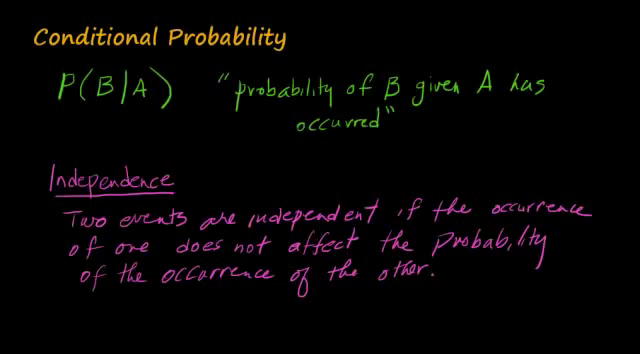 Conditional Probability
P(B/A) "probability of B given A has
occurred"
Independence
Two events are independent if the occurrence
of one does not affect the probability
of the occurrence of the other.